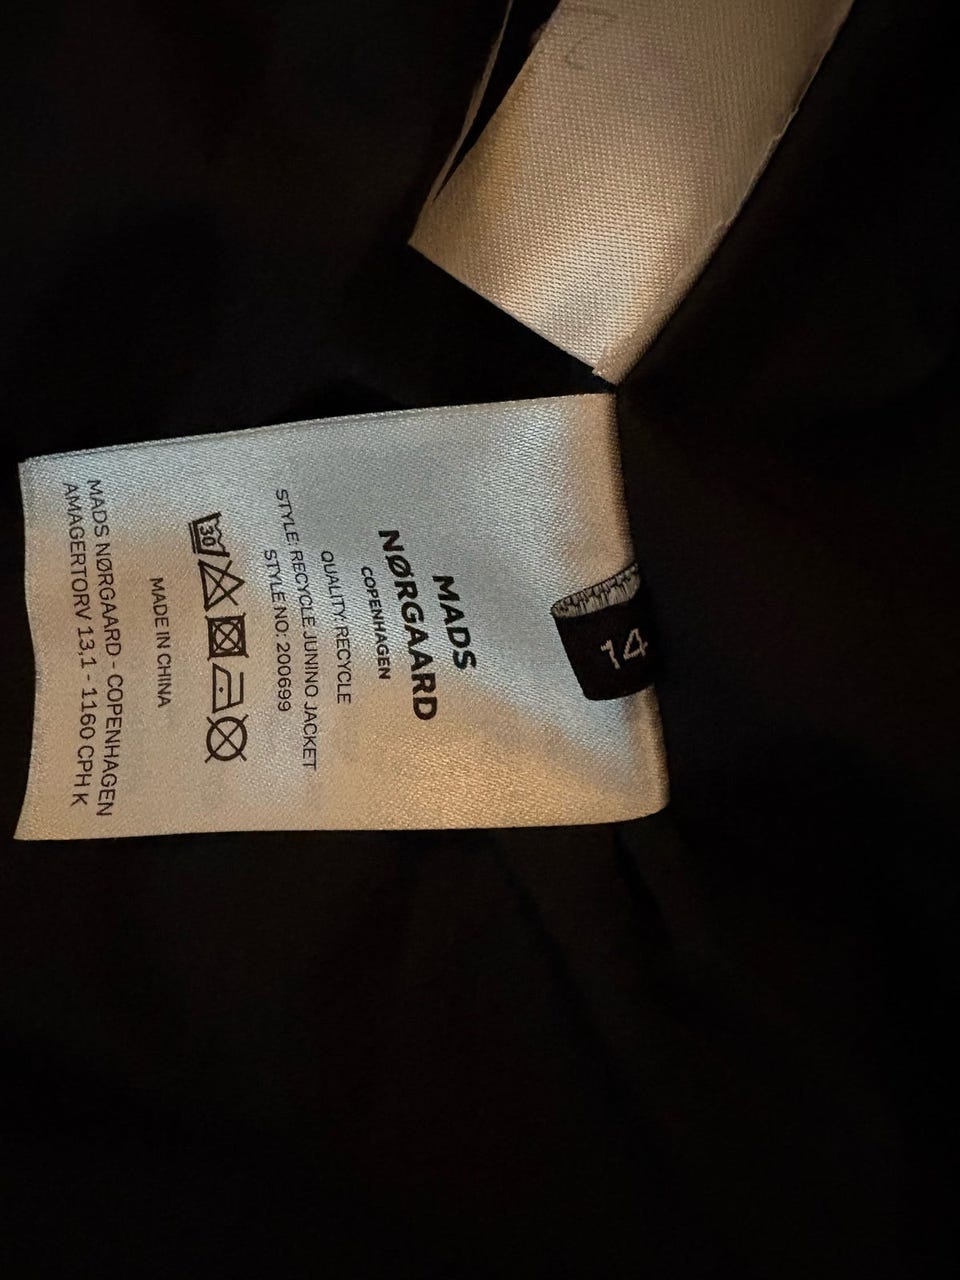 14
MADS
NØRGAARD
COPENHAGEN
QUALITY: RECYCLE
STYLE: RECYCLE JUNINO JACKET
STYLE NO: 200699
30
MADE IN CHINA
MADS NØRGAARD - COPENHAGEN
AMAGERTORV 13,1 - 1160 CPH K